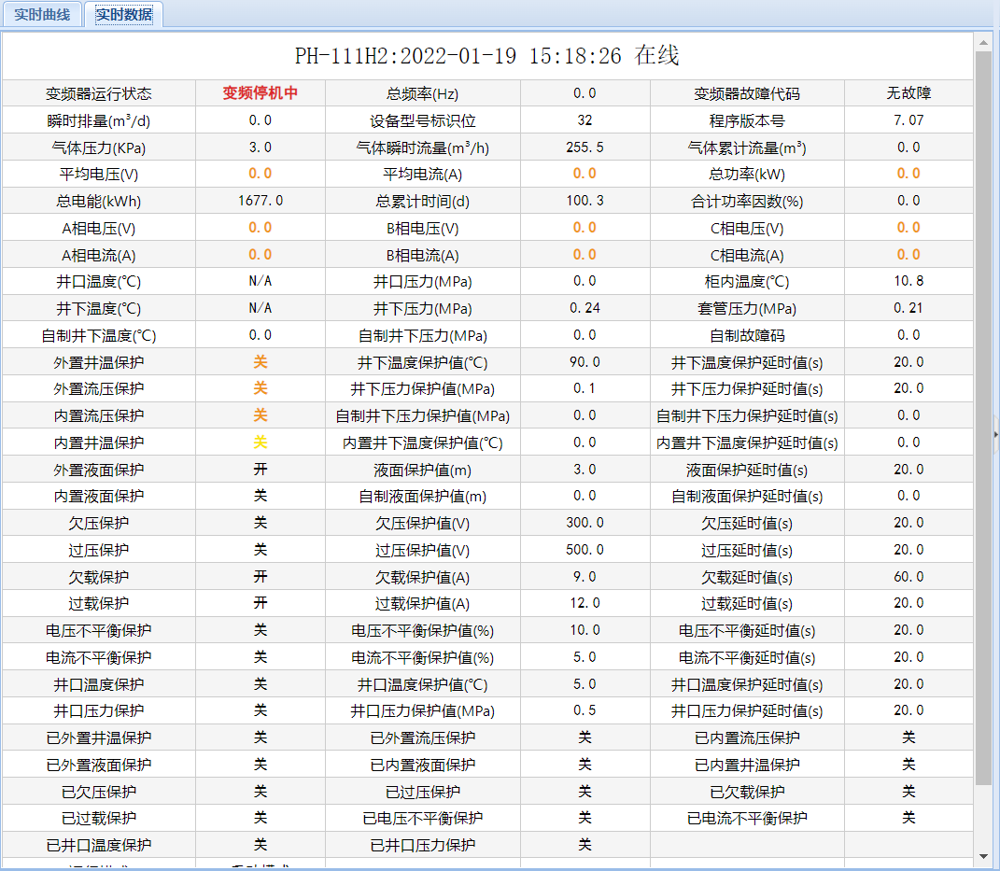 实时曲线 实时数据
PH-111H2:2022-01-19 15:18:26 在线
变频器运行状态 变频停机中 总频率(Hz) 0.0 变频器故障代码 无故障
瞬时排量(m³/d) 0.0 设备型号标识位 32 程序版本号 7.07
气体压力(KPa) 3.0 气体瞬时流量(m³/h) 255.5 气体累计流量(m³) 0.0
平均电压(V) 0.0 平均电流(A) 0.0 总功率(kW) 0.0
总电能(kWh) 1677.0 总累计时间(d) 100.3 合计功率因数(%) 0.0
A相电压(V) 0.0 B相电压(V) 0.0 C相电压(V) 0.0
A相电流(A) 0.0 B相电流(A) 0.0 C相电流(A) 0.0
井口温度(℃) N/A 井口压力(MPa) 0.0 柜内温度(℃) 10.8
井下温度(℃) N/A 井下压力(MPa) 0.24 套管压力(MPa) 0.21
自制井下温度(℃) 0.0 自制井下压力(MPa) 0.0 自制故障码 0.0
外置井温保护 关 井下温度保护值(℃) 90.0 井下温度保护延时值(s) 20.0
外置流压保护 关 井下压力保护值(MPa) 0.1 井下压力保护延时值(s) 20.0
内置流压保护 关 自制井下压力保护值(MPa) 0.0 自制井下压力保护延时值(s) 0.0
内置井温保护 关 内置井下温度保护值(℃) 0.0 内置井下温度保护延时值(s) 0.0
外置液面保护 开 液面保护值(m) 3.0 液面保护延时值(s) 20.0
内置液面保护 关 自制液面保护值(m) 0.0 自制液面保护延时值(s) 0.0
欠压保护 关 欠压保护值(V) 300.0 欠压延时值(s) 20.0
过压保护 关 过压保护值(V) 500.0 过压延时值(s) 20.0
欠载保护 开 欠载保护值(A) 9.0 欠载延时值(s) 60.0
过载保护 开 过载保护值(A) 12.0 过载延时值(s) 20.0
电压不平衡保护 关 电压不平衡保护值(%) 10.0 电压不平衡延时值(s) 20.0
电流不平衡保护 关 电流不平衡保护值(%) 5.0 电流不平衡延时值(s) 20.0
井口温度保护 关 井口温度保护值(℃) 5.0 井口温度保护延时值(s) 20.0
井口压力保护 关 井口压力保护值(MPa) 0.5 井口压力保护延时值(s) 20.0
已外置井温保护 关 已外置流压保护 关 已内置流压保护 关
已外置液面保护 关 已内置液面保护 关 已内置井温保护 关
已欠压保护 关 已过压保护 关 已欠载保护 关
已过载保护 关 已电压不平衡保护 关 已电流不平衡保护 关
已井口温度保护 关 已井口压力保护 关